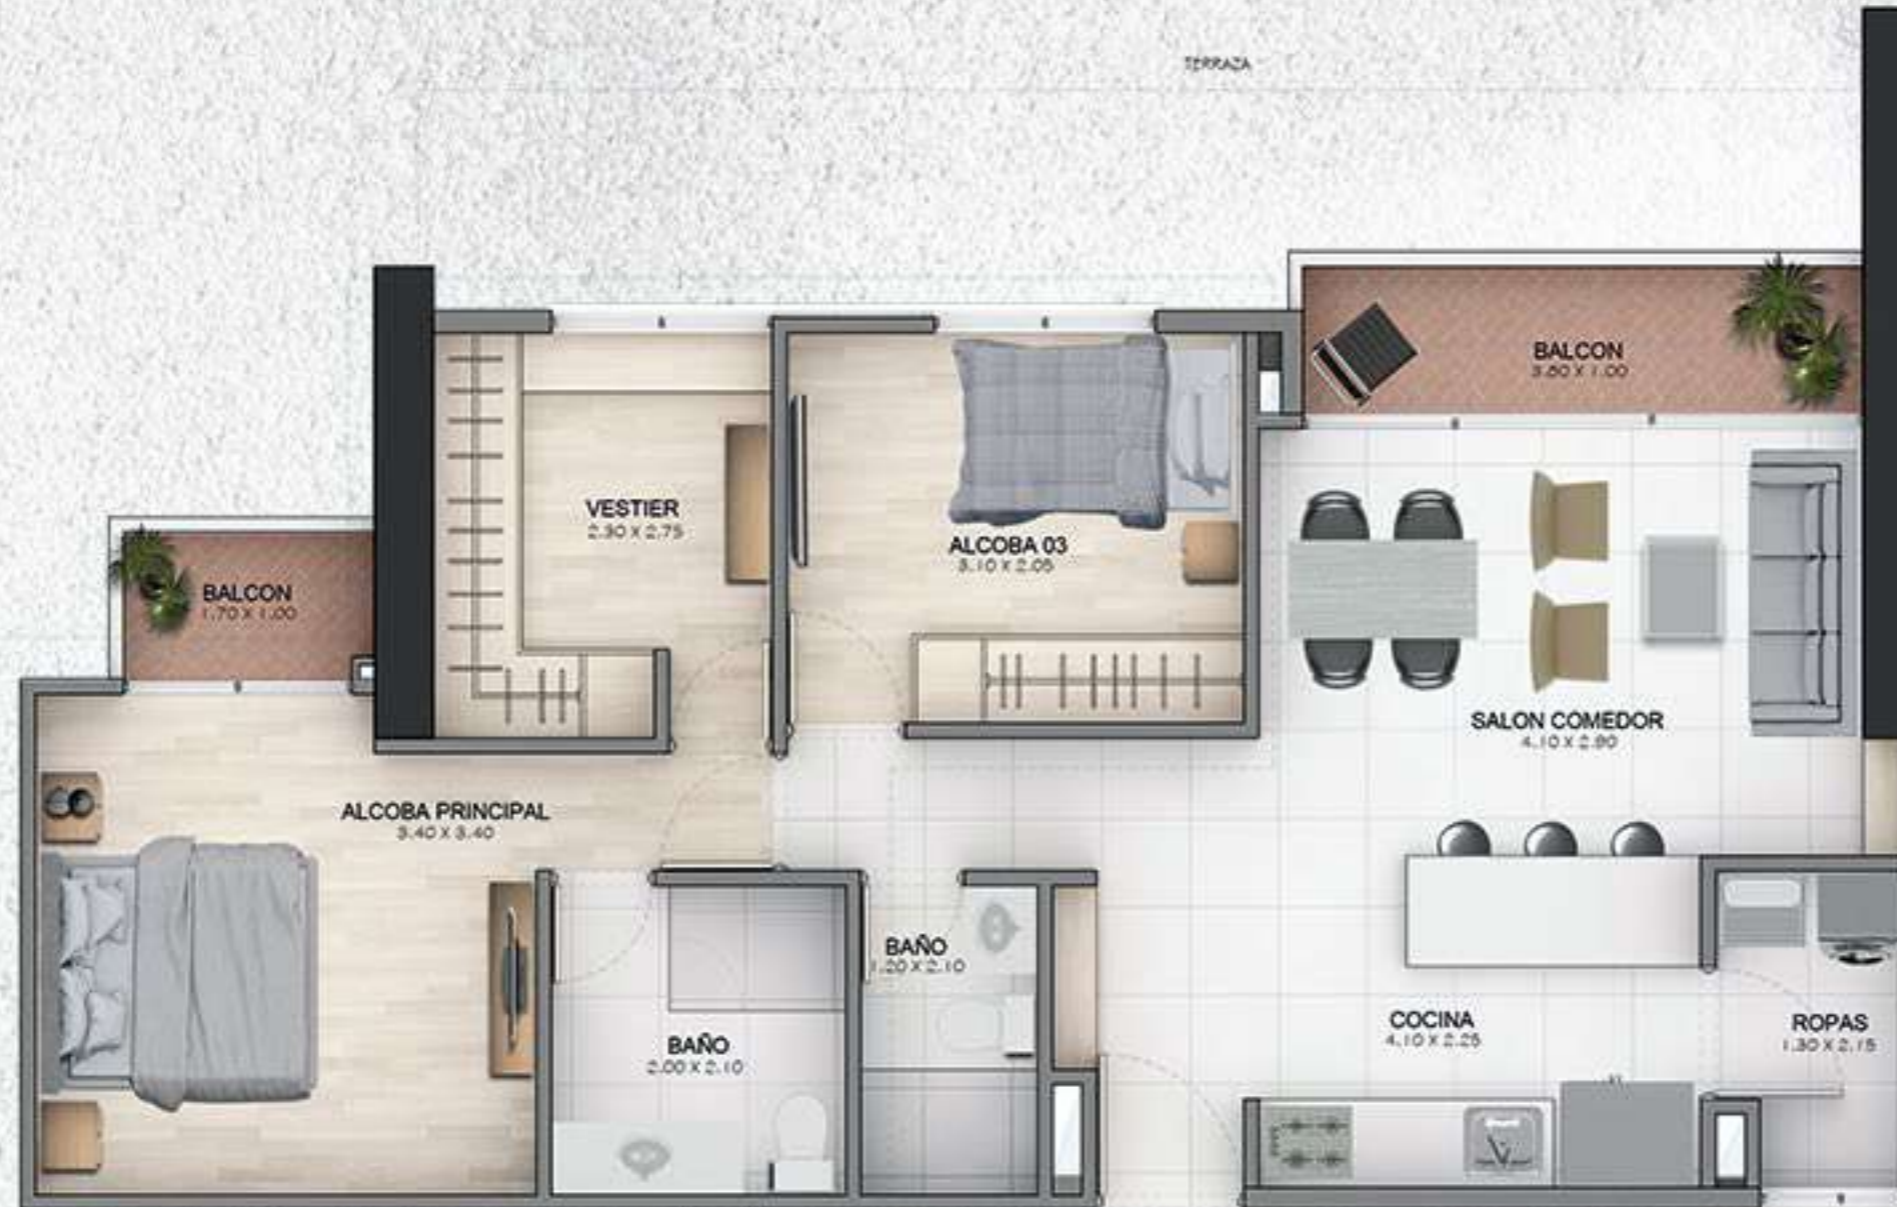 TERRAZA
BALCON
3.80 X 1.00
VESTIER
2.30 X 2.75
ALCOBA 03
3.10 X 2.05
BALCON
1.70 X 1.00
SALON COMEDOR
4.10 X 2.90
ALCOBA PRINCIPAL
3.40 X 3.40
BAÑO
1.20 X 2.10
COCINA
4.10 X 2.25
ROPAS
1.30 X 2.15
BAÑO
2.00 X 2.10